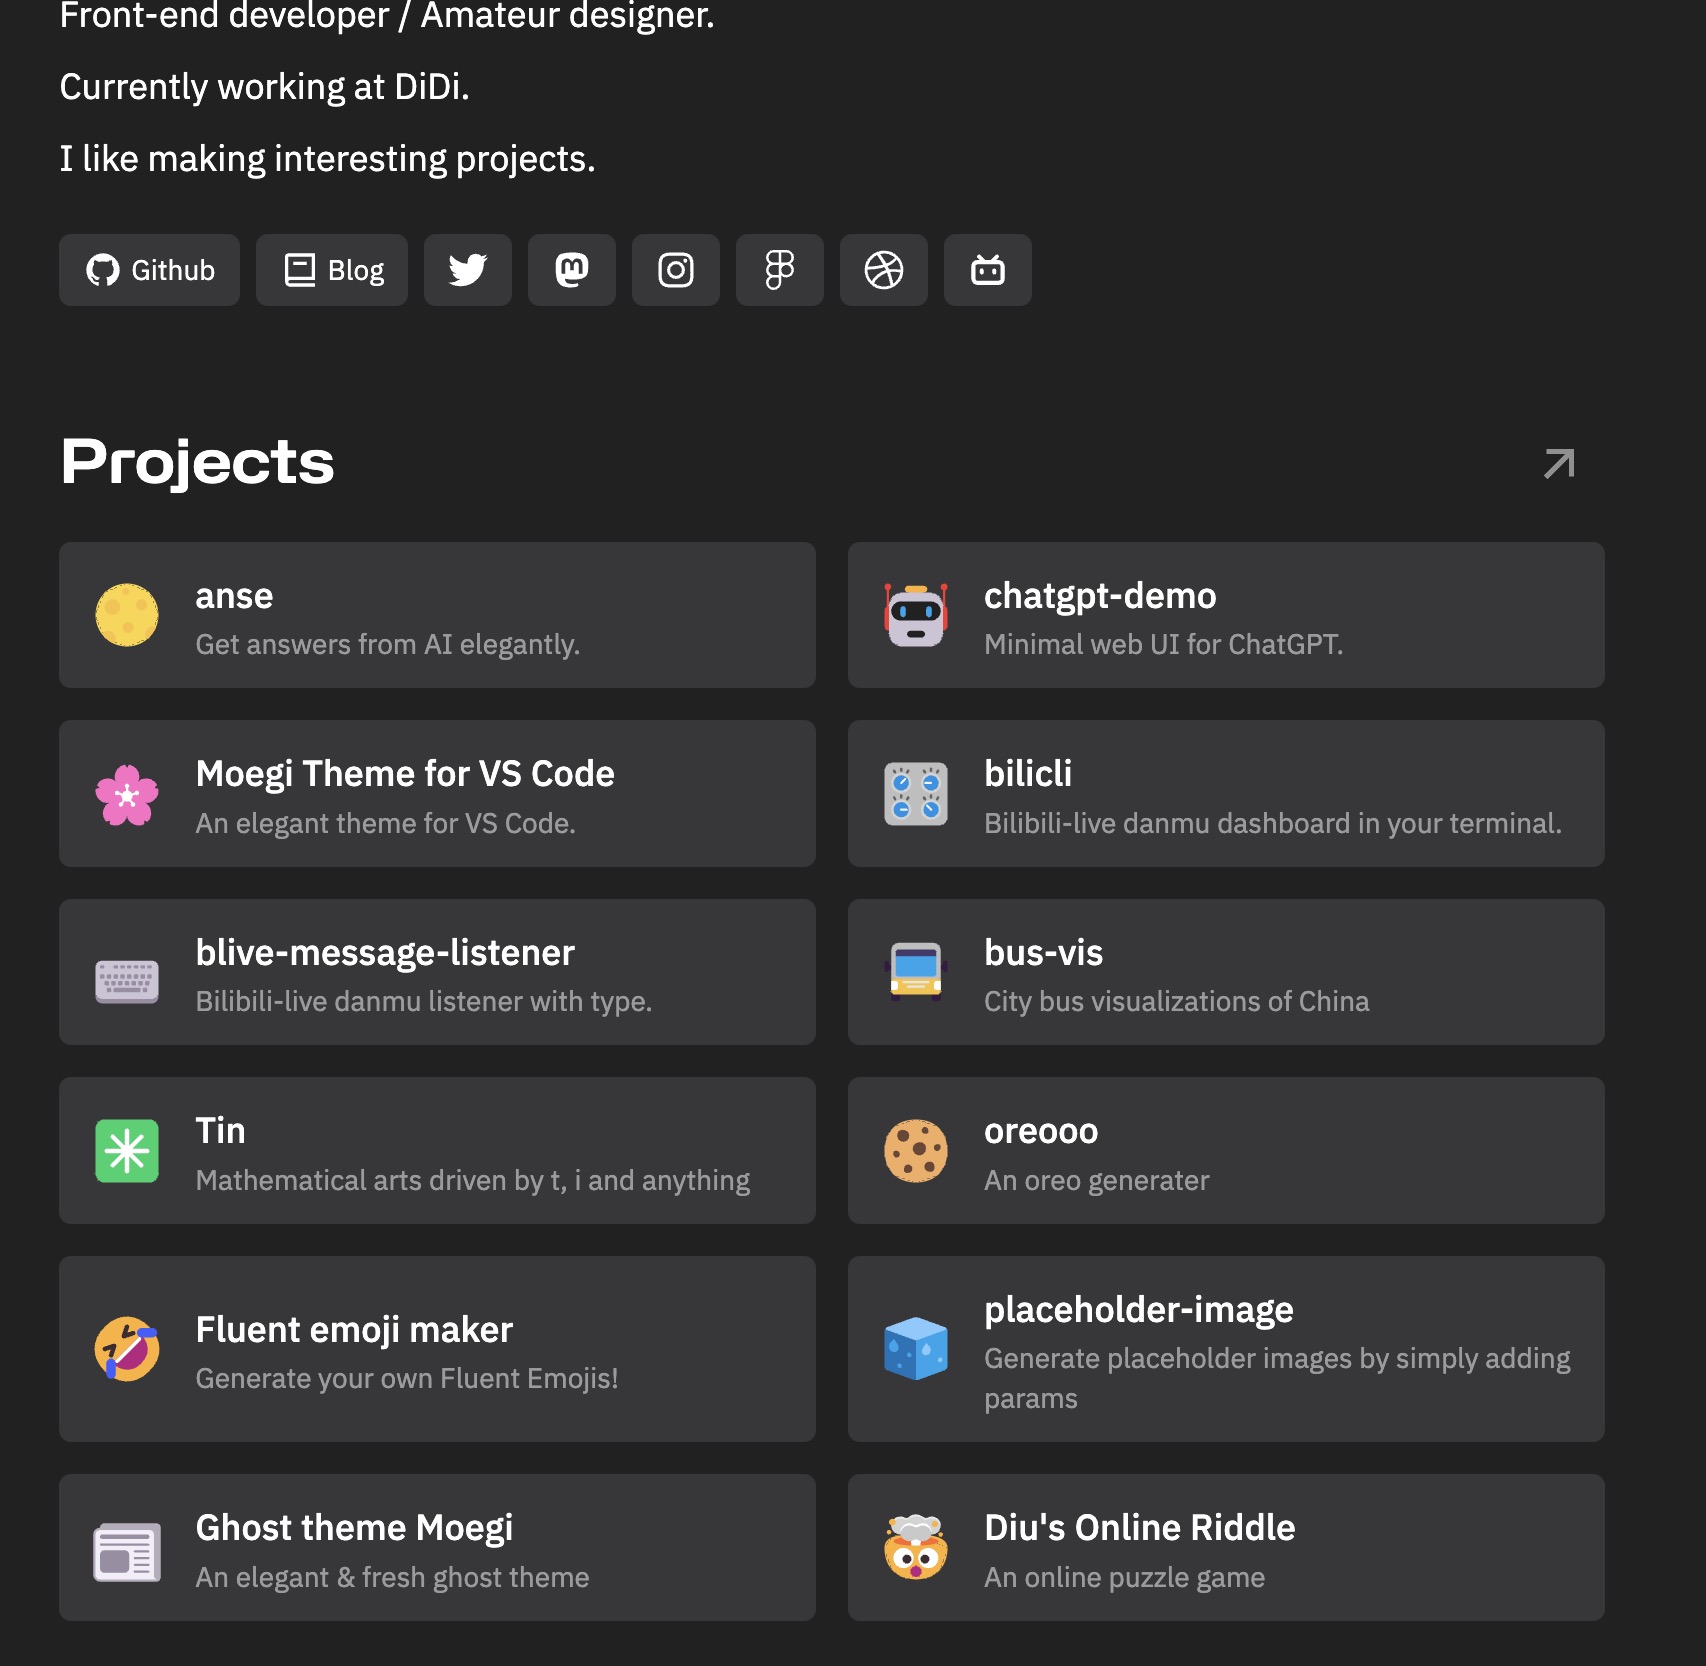 Front-end developer / Amateur designer.
Currently working at DiDi.
I like making interesting projects.
Github
Blog
Projects
anse
Get answers from AI elegantly.
chatgpt-demo
Minimal web UI for ChatGPT.
Moegi Theme for VS Code
An elegant theme for VS Code.
bilicli
Bilibili-live danmu dashboard in your terminal.
blive-message-listener
Bilibili-live danmu listener with type.
bus-vis
City bus visualizations of China
Tin
Mathematical arts driven by t, i and anything
oreooo
An oreo generater
Fluent emoji maker
Generate your own Fluent Emojis!
placeholder-image
Generate placeholder images by simply adding
params
Ghost theme Moegi
An elegant & fresh ghost theme
Diu's Online Riddle
An online puzzle game